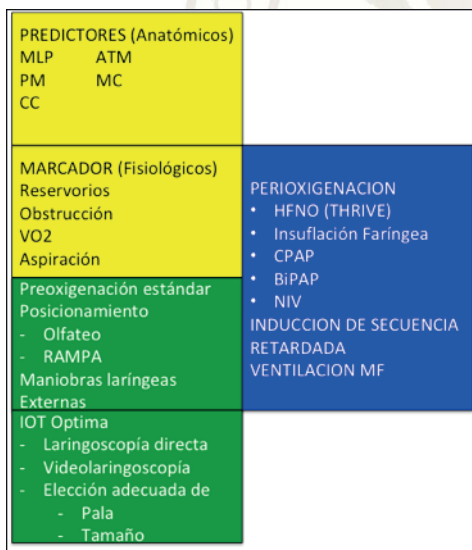 PREDICTORES (Anatómicos)
MLP ATM
PM MC
CC
MARCADOR (Fisiológicos)
Reservorios
Obstrucción
VO2
Aspiración
Preoxigenación estándar
Posicionamiento
- Olfateo
- RAMPA
Maniobras laríngeas
Externas
IOT Optima
- Laringoscopía directa
- Videolaringoscopía
- Elección adecuada de
- Pala
- Tamaño
PERIOXIGENACION
• HFNO (THRIVE)
• Insuflación Faríngea
• CPAP
• BiPAP
• NIV
INDUCCION DE SECUENCIA
RETARDADA
VENTILACION MF